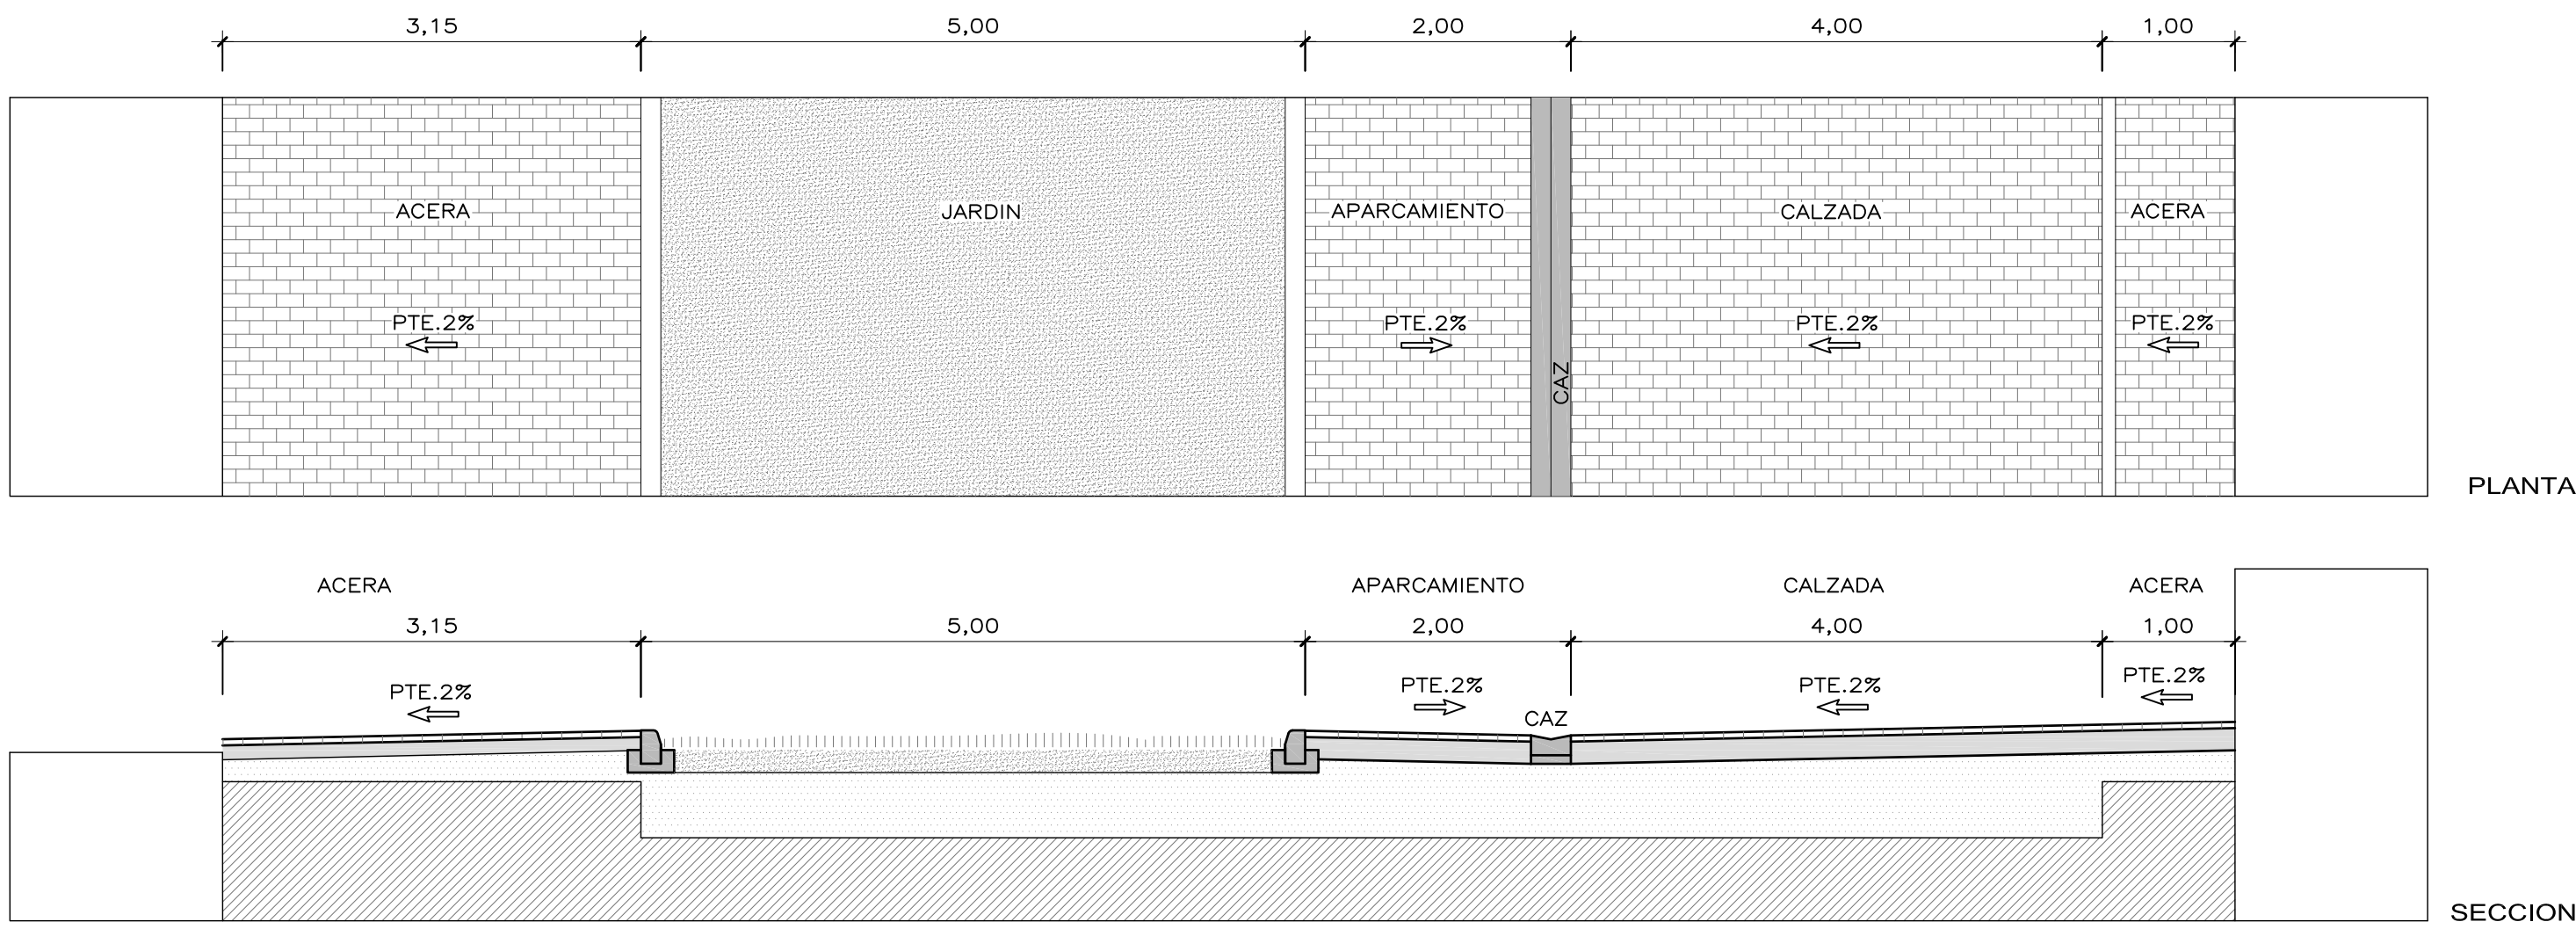 3,15 5,00 2,00 4,00 1,00
ACERA JARDIN APARCAMIENTO CALZADA ACERA
PTE.2% PTE.2% PTE.2% PTE.2%
CAZ
PLANTA
ACERA APARCAMIENTO CALZADA ACERA
3,15 5,00 2,00 4,00 1,00
PTE.2% PTE.2% PTE.2% PTE.2%
CAZ
SECCION